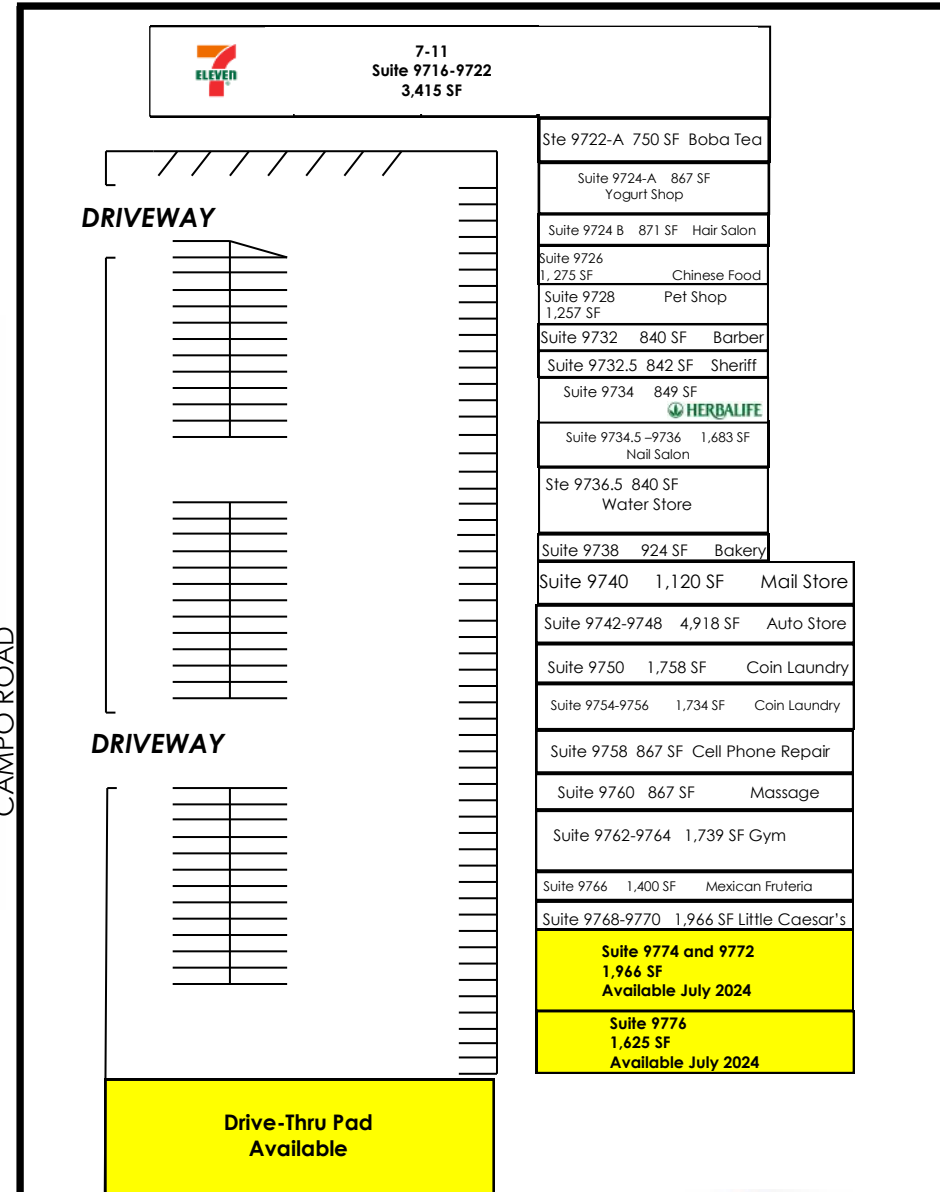 7-11
Suite 9716-9722
3,415 SF
ELEVEN
Ste 9722-A 750 SF Boba Tea
Suite 9724-A 867 SF
Yogurt Shop
DRIVEWAY
Suite 9724 B 871 SF Hair Salon
Suite 9726
1, 275 SF Chinese Food
Suite 9728 Pet Shop
1,257 SF
Suite 9732 840 SF Barber
Suite 9732.5 842 SF Sheriff
Suite 9734 849 SF
HERBALIFE
Suite 9734.5 –9736 1,683 SF
Nail Salon
Ste 9736.5 840 SF
Water Store
Suite 9738 924 SF Bakery
Suite 9740 1,120 SF Mail Store
Suite 9742-9748 4,918 SF Auto Store
Suite 9750 1,758 SF Coin Laundry
Suite 9754-9756 1,734 SF Coin Laundry
CAMPO ROAD
DRIVEWAY
Suite 9758 867 SF Cell Phone Repair
Suite 9760 867 SF Massage
Suite 9762-9764 1,739 SF Gym
Suite 9766 1,400 SF Mexican Fruteria
Suite 9768-9770 1,966 SF Little Caesar’s
Suite 9774 and 9772
1,966 SF
Available July 2024
Suite 9776
1,625 SF
Available July 2024
Drive-Thru Pad
Available